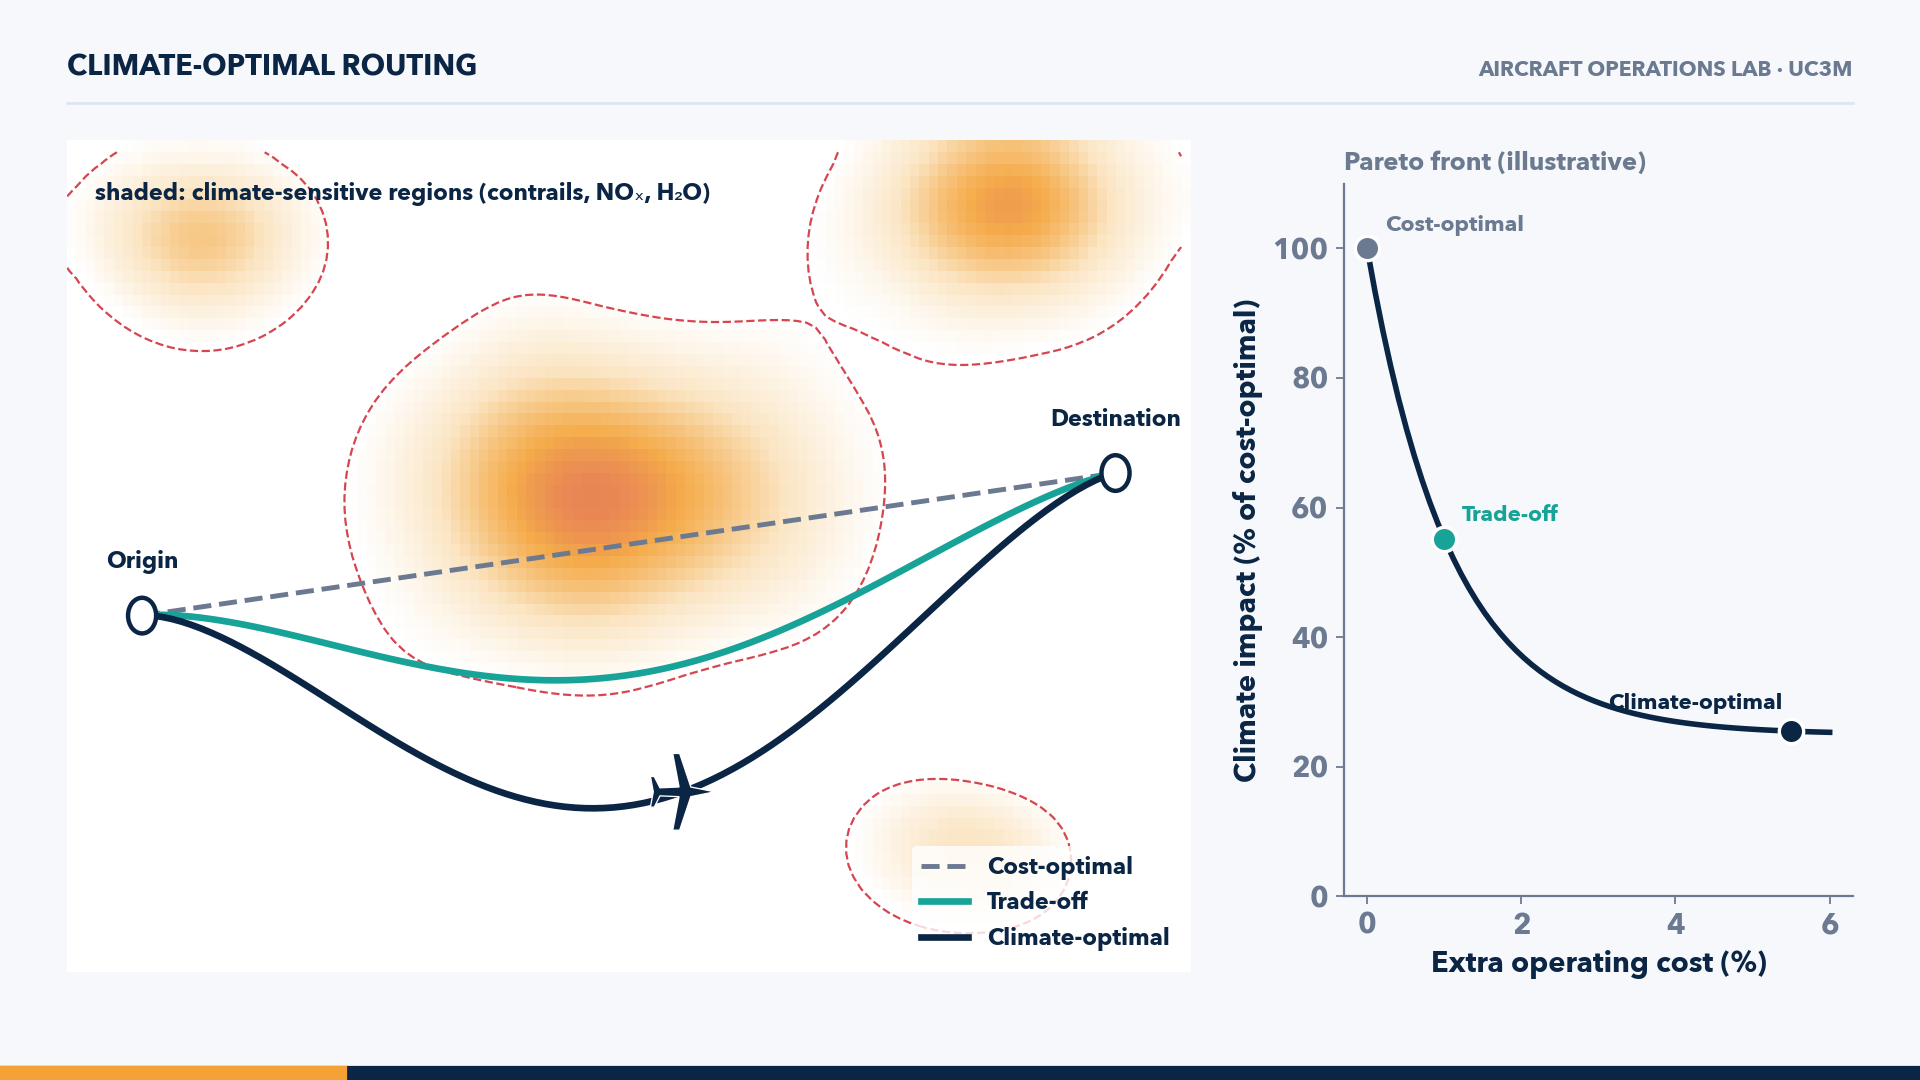 CLIMATE-OPTIMAL ROUTING
AIRCRAFT OPERATIONS LAB · UC3M
shaded: climate-sensitive regions (contrails, NOₓ, H₂O)
Origin
Destination
Cost-optimal
Trade-off
Climate-optimal
Pareto front (illustrative)
Climate impact (% of cost-optimal)
100
80
60
40
20
0
Cost-optimal
Trade-off
Climate-optimal
0 2 4 6
Extra operating cost (%)